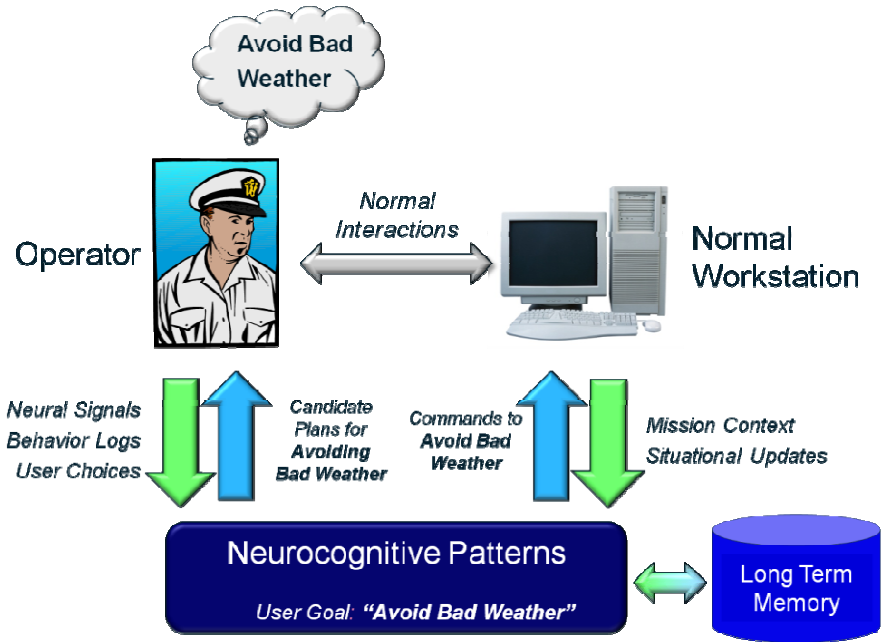 Avoid Bad
Weather
Normal
Interactions
Operator
Normal
Workstation
Neural Signals
Behavior Logs
User Choices
Candidate
Plans for
Avoiding
Bad Weather
Commands to
Avoid Bad
Weather
Mission Context
Situational Updates
Neurocognitive Patterns
User Goal: “Avoid Bad Weather”
Long Term
Memory